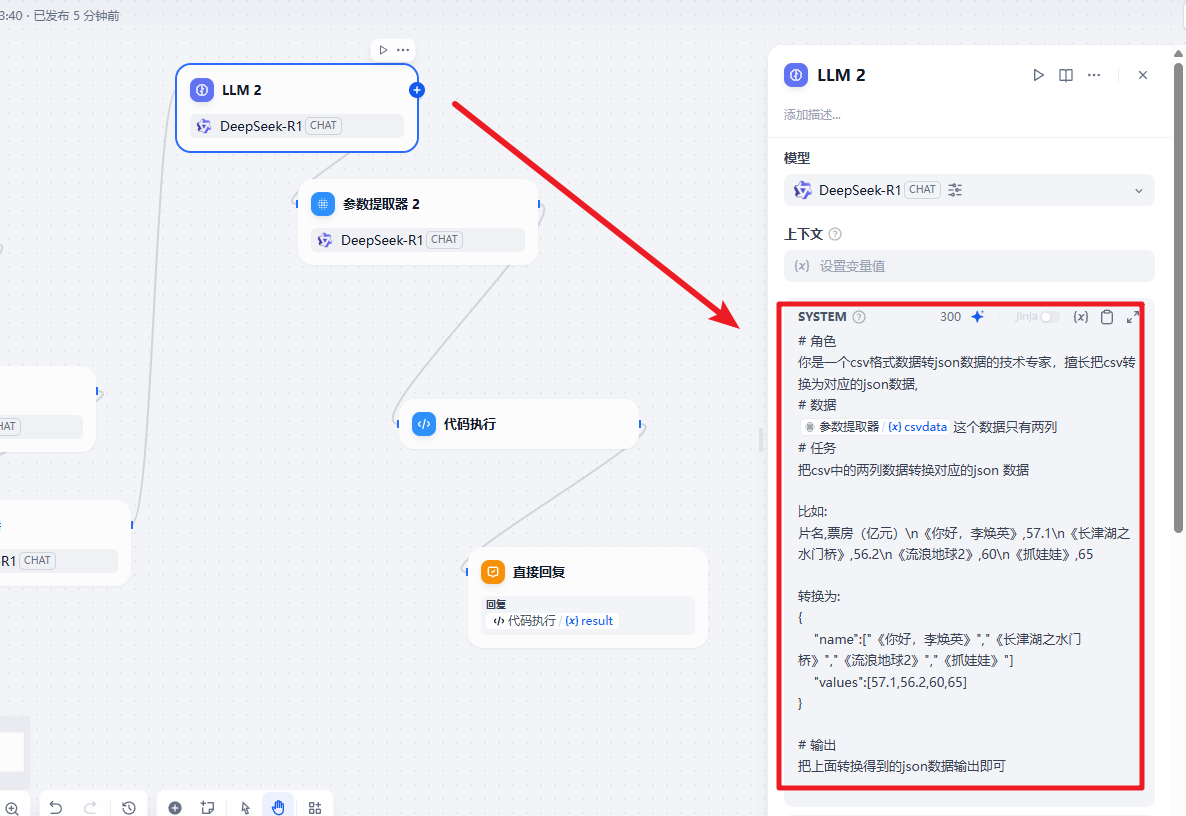 3:40 · 已发布 5 分钟前
LLM 2
DeepSeek-R1 CHAT
参数提取器 2
DeepSeek-R1 CHAT
代码执行
直接回复
回复
代码执行 / {x} result
HAT
-R1 CHAT
LLM 2
添加描述...
模型
DeepSeek-R1 CHAT
上下文
{x} 设置变量值
SYSTEM
300
Jinja
{x}
# 角色
你是一个csv格式数据转json数据的技术专家，擅长把csv转
换为对应的json数据,
# 数据
参数提取器 / {x} csvdata 这个数据只有两列
# 任务
把csv中的两列数据转换对应的json 数据
比如:
片名,票房（亿元）\n《你好，李焕英》,57.1\n《长津湖之
水门桥》,56.2\n《流浪地球2》,60\n《抓娃娃》,65
转换为:
{
"name":["《你好，李焕英》","《长津湖之水门
桥》","《流浪地球2》","《抓娃娃》"]
"values":[57.1,56.2,60,65]
}
# 输出
把上面转换得到的json数据输出即可